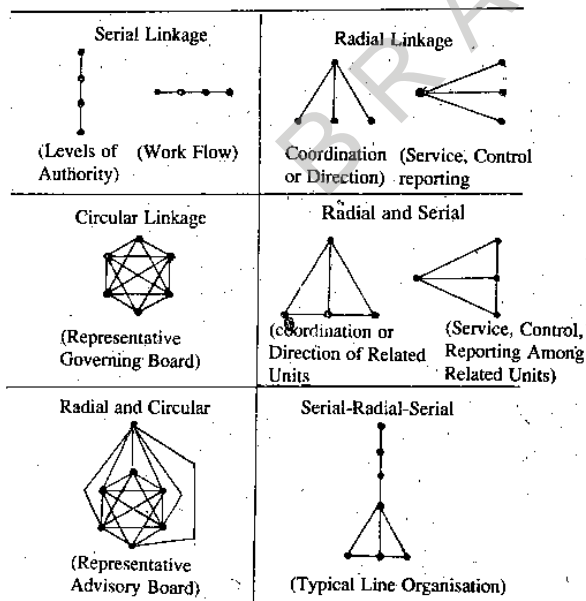 Serial Linkage
(Levels of
Authority)
(Work Flow)
Radial Linkage
Coordination
or Direction)
(Service, Control
reporting
Circular Linkage
(Representative
Governing Board)
Radial and Serial
(coordination or
Direction of Related
Units
(Service, Control,
Reporting Among
Related Units)
Radial and Circular
(Representative
Advisory Board)
Serial-Radial-Serial
(Typical Line Organisation)
B R A